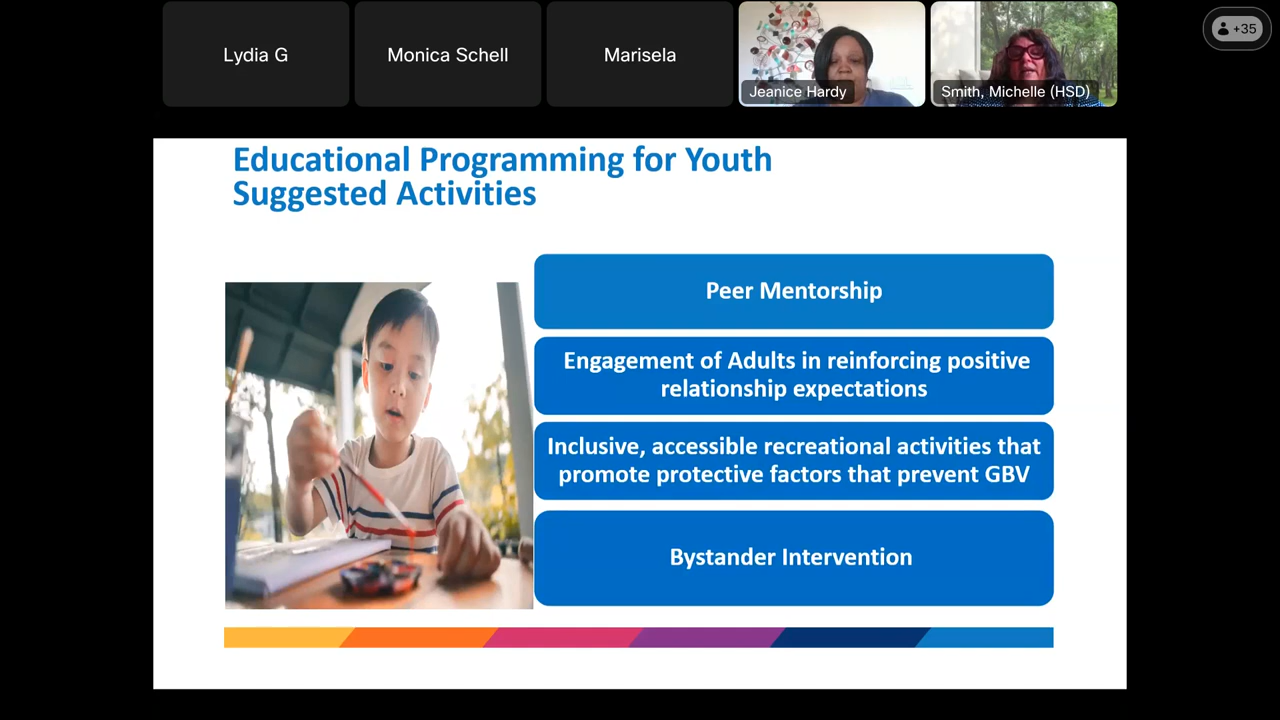 Lydia G
Monica Schell
Marisela
Jeanice Hardy
Smith, Michelle (HSD)
+35
Educational Programming for Youth
Suggested Activities
Peer Mentorship
Engagement of Adults in reinforcing positive
relationship expectations
Inclusive, accessible recreational activities that
promote protective factors that prevent GBV
Bystander Intervention